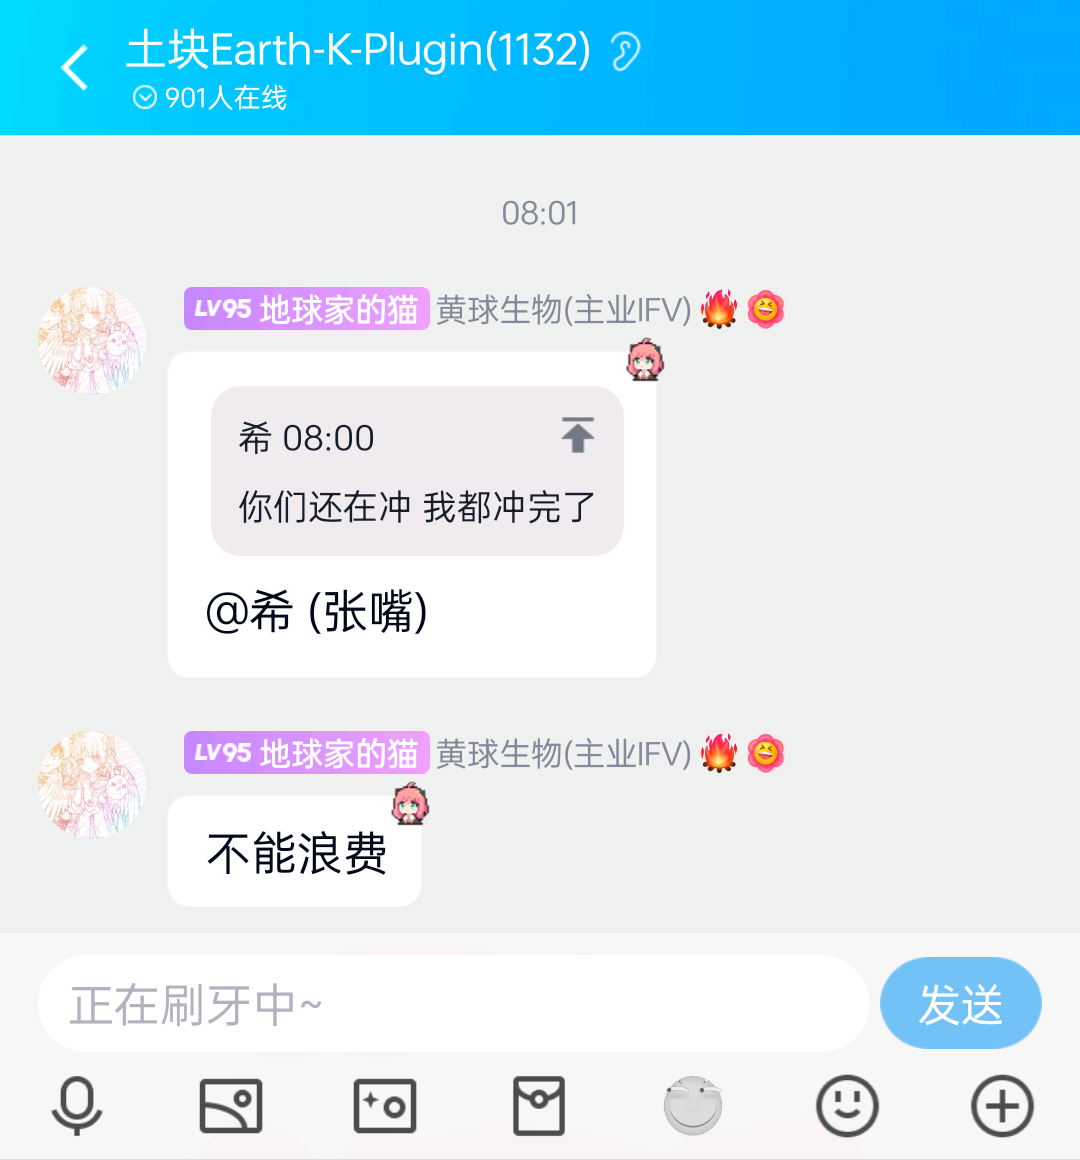 土块Earth-K-Plugin(1132)
901人在线
08:01
LV95 地球家的猫 黄球生物(主业IFV)🔥
希 08:00
你们还在冲 我都冲完了
@希 (张嘴)
LV95 地球家的猫 黄球生物(主业IFV)🔥
不能浪费
正在刷牙中~
发送